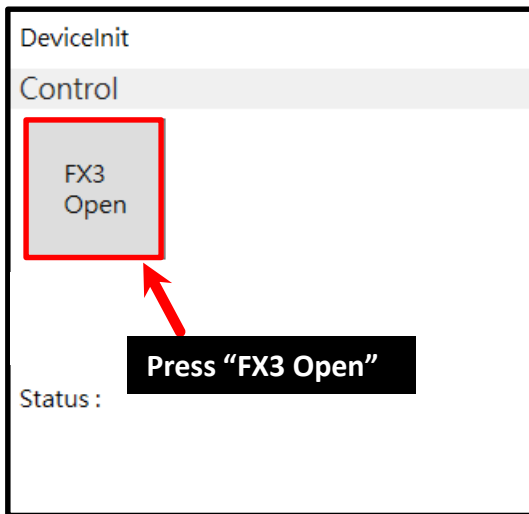 DeviceInit
Control
FX3
Open
Press “FX3 Open”
Status :